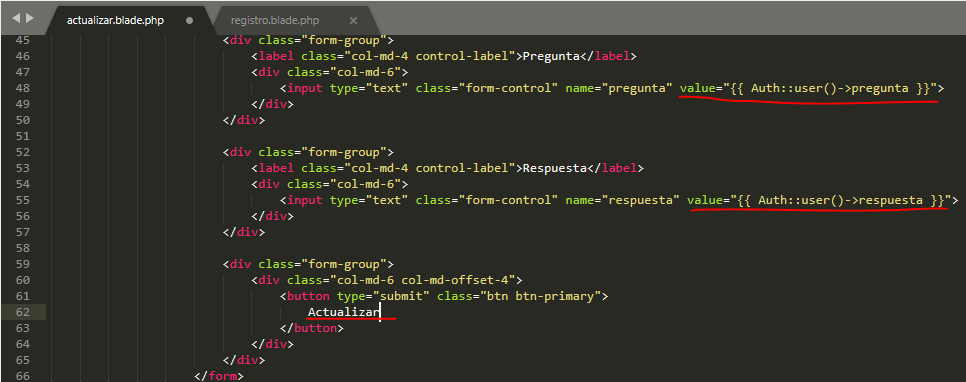 actualizar.blade.php registro.blade.php
45 <div class="form-group">
46 <label class="col-md-4 control-label">Pregunta</label>
47 <div class="col-md-6">
48 <input type="text" class="form-control" name="pregunta" value="{{ Auth::user()->pregunta }}">
49 </div>
50 </div>
51
52 <div class="form-group">
53 <label class="col-md-4 control-label">Respuesta</label>
54 <div class="col-md-6">
55 <input type="text" class="form-control" name="respuesta" value="{{ Auth::user()->respuesta }}">
56 </div>
57 </div>
58
59 <div class="form-group">
60 <div class="col-md-6 col-md-offset-4">
61 <button type="submit" class="btn btn-primary">
62 Actualizar
63 </button>
64 </div>
65 </div>
66 </form>